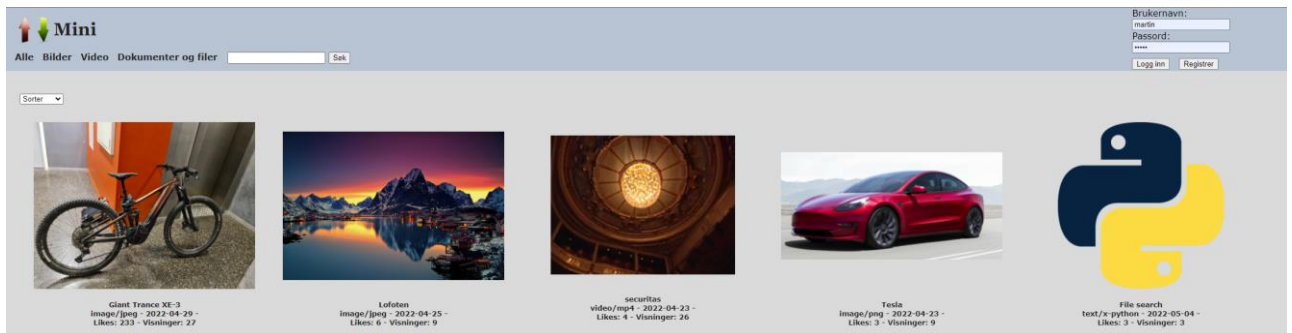 Mini
Brukernavn:
martin
Passord:
•••••
Logg inn Registrer
Alle Bilder Video Dokumenter og filer Søk
Sorter
Giant Trance XE-3
image/jpeg - 2022-04-29 -
Likes: 233 - Visninger: 27
Lofoten
image/jpeg - 2022-04-25 -
Likes: 6 - Visninger: 9
securitas
video/mp4 - 2022-04-23 -
Likes: 4 - Visninger: 26
Tesla
image/png - 2022-04-23 -
Likes: 3 - Visninger: 9
File search
text/x-python - 2022-05-04 -
Likes: 3 - Visninger: 3